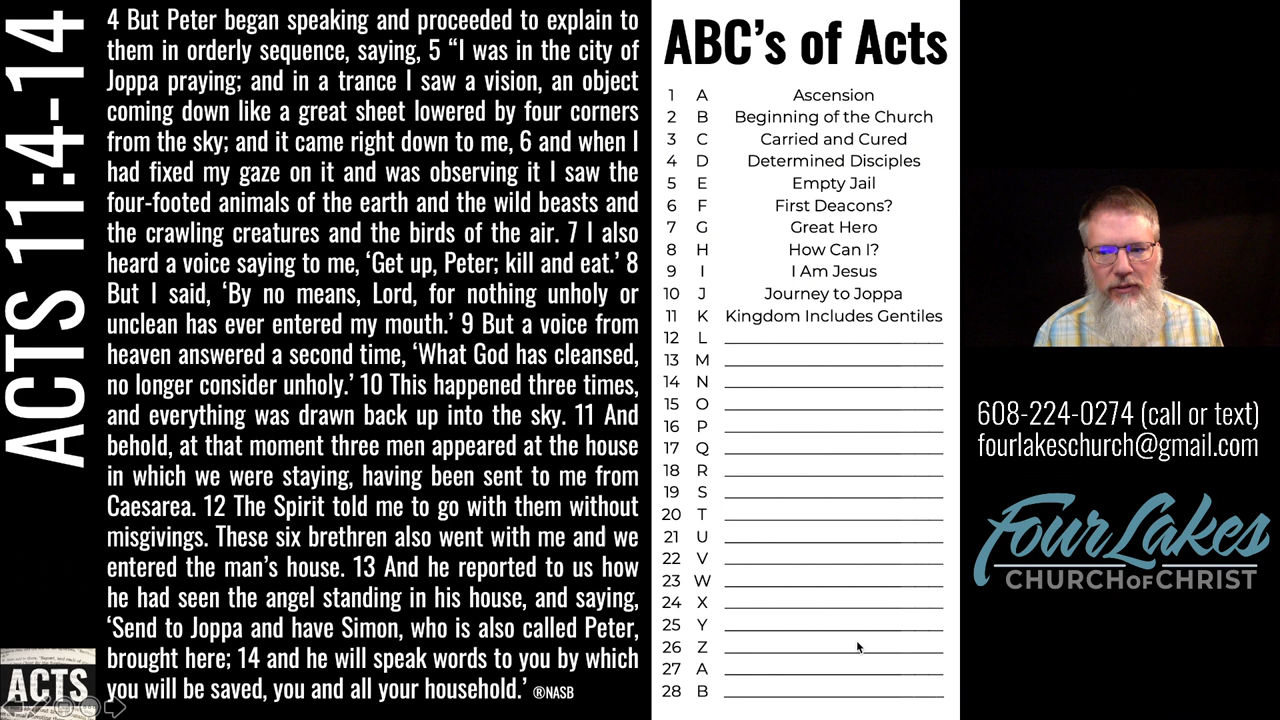 ACTS 11:4-14
4 But Peter began speaking and proceeded to explain to
them in orderly sequence, saying, 5 “I was in the city of
Joppa praying; and in a trance I saw a vision, an object
coming down like a great sheet lowered by four corners
from the sky; and it came right down to me, 6 and when I
had fixed my gaze on it and was observing it I saw the
four-footed animals of the earth and the wild beasts and
the crawling creatures and the birds of the air. 7 I also
heard a voice saying to me, ‘Get up, Peter; kill and eat.’ 8
But I said, ‘By no means, Lord, for nothing unholy or
unclean has ever entered my mouth.’ 9 But a voice from
heaven answered a second time, ‘What God has cleansed,
no longer consider unholy.’ 10 This happened three times,
and everything was drawn back up into the sky. 11 And
behold, at that moment three men appeared at the house
in which we were staying, having been sent to me from
Caesarea. 12 The Spirit told me to go with them without
misgivings. These six brethren also went with me and we
entered the man’s house. 13 And he reported to us how
he had seen the angel standing in his house, and saying,
‘Send to Joppa and have Simon, who is also called Peter,
brought here; 14 and he will speak words to you by which
you will be saved, you and all your household.’ ®NASB
ACTS
ABC’s of Acts
1 A Ascension
2 B Beginning of the Church
3 C Carried and Cured
4 D Determined Disciples
5 E Empty Jail
6 F First Deacons?
7 G Great Hero
8 H How Can I?
9 I I Am Jesus
10 J Journey to Joppa
11 K Kingdom Includes Gentiles
12 L
13 M
14 N
15 O
16 P
17 Q
18 R
19 S
20 T
21 U
22 V
23 W
24 X
25 Y
26 Z
27 A
28 B
608-224-0274 (call or text)
fourlakeschurch@gmail.com
Four Lakes
CHURCH OF CHRIST